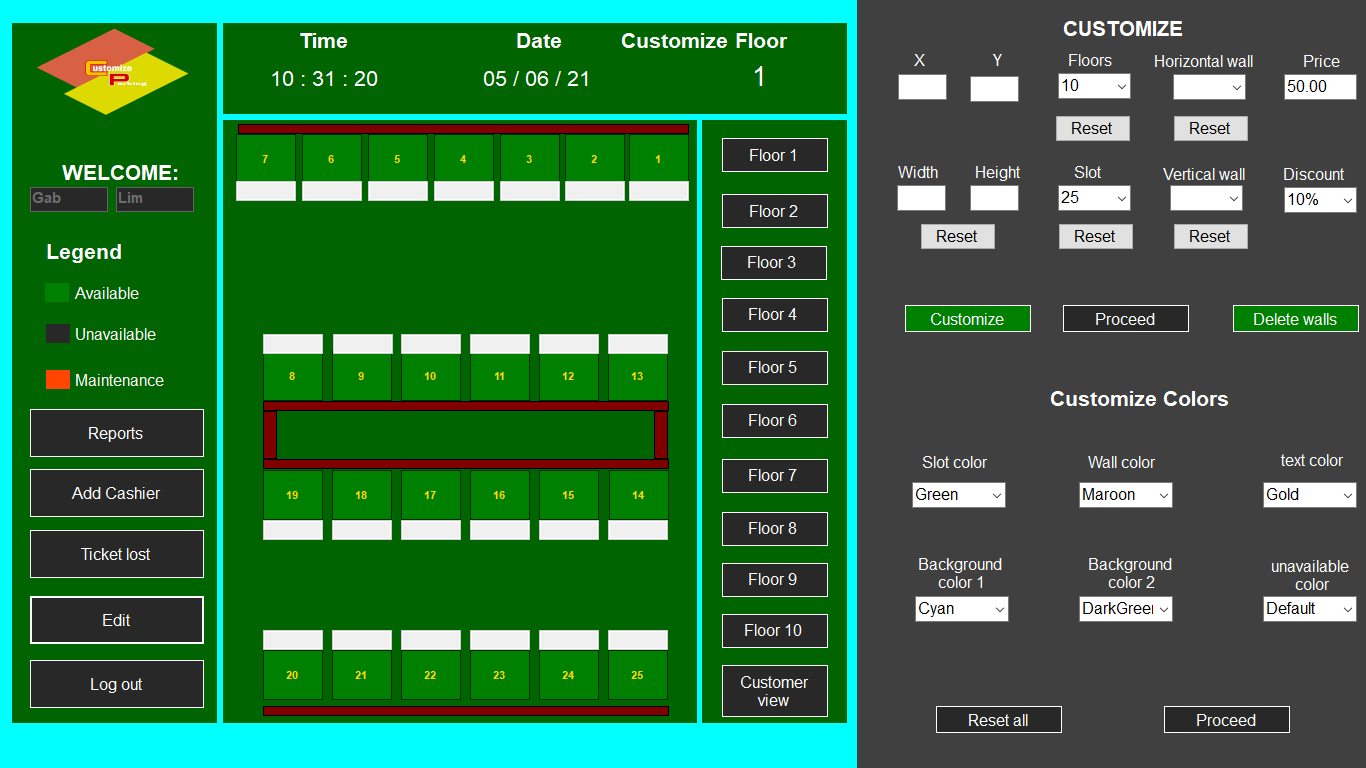 Customize
Parking
WELCOME:
Gab
Lim
Legend
Available
Unavailable
Maintenance
Reports
Add Cashier
Ticket lost
Edit
Log out
Time
Date
Customize Floor
10 : 31 : 20
05 / 06 / 21
1
7 6 5 4 3 2 1
8 9 10 11 12 13
19 18 17 16 15 14
20 21 22 23 24 25
Floor 1
Floor 2
Floor 3
Floor 4
Floor 5
Floor 6
Floor 7
Floor 8
Floor 9
Floor 10
Customer
view
CUSTOMIZE
X
Y
Floors
Horizontal wall
Price
10
50.00
Reset
Reset
Width
Height
Slot
Vertical wall
Discount
25
10%
Reset
Reset
Reset
Customize
Proceed
Delete walls
Customize Colors
Slot color
Wall color
text color
Green
Maroon
Gold
Background
color 1
Background
color 2
unavailable
color
Cyan
DarkGreen
Default
Reset all
Proceed